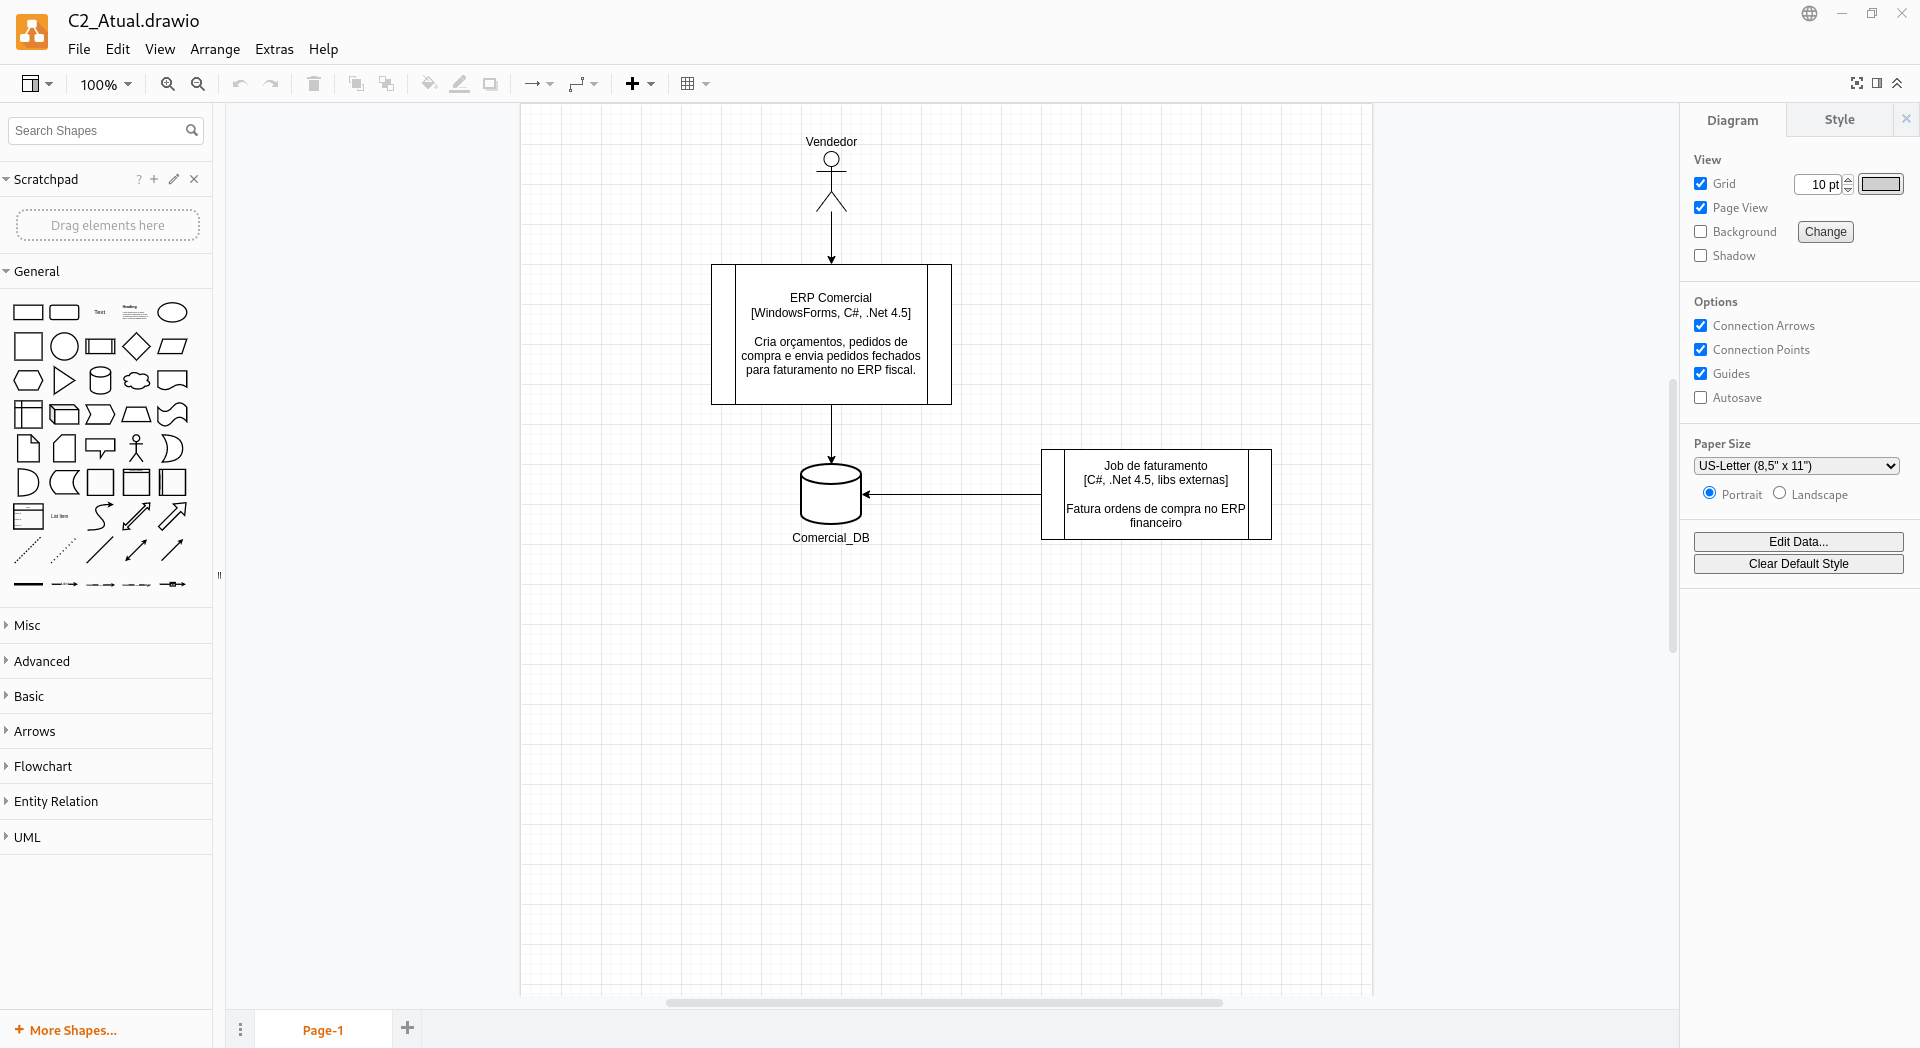 C2_Atual.drawio
File Edit View Arrange Extras Help
100%
Search Shapes
Scratchpad
?
Drag elements here
General
Text
Heading
List Item
Misc
Advanced
Basic
Arrows
Flowchart
Entity Relation
UML
+ More Shapes...
Vendedor
ERP Comercial
[WindowsForms, C#, .Net 4.5]
Cria orçamentos, pedidos de
compra e envia pedidos fechados
para faturamento no ERP fiscal.
Comercial_DB
Job de faturamento
[C#, .Net 4.5, libs externas]
Fatura ordens de compra no ERP
financeiro
Page-1
Diagram Style
View
Grid 10 pt
Page View
Background Change
Shadow
Options
Connection Arrows
Connection Points
Guides
Autosave
Paper Size
US-Letter (8,5" x 11")
Portrait Landscape
Edit Data...
Clear Default Style